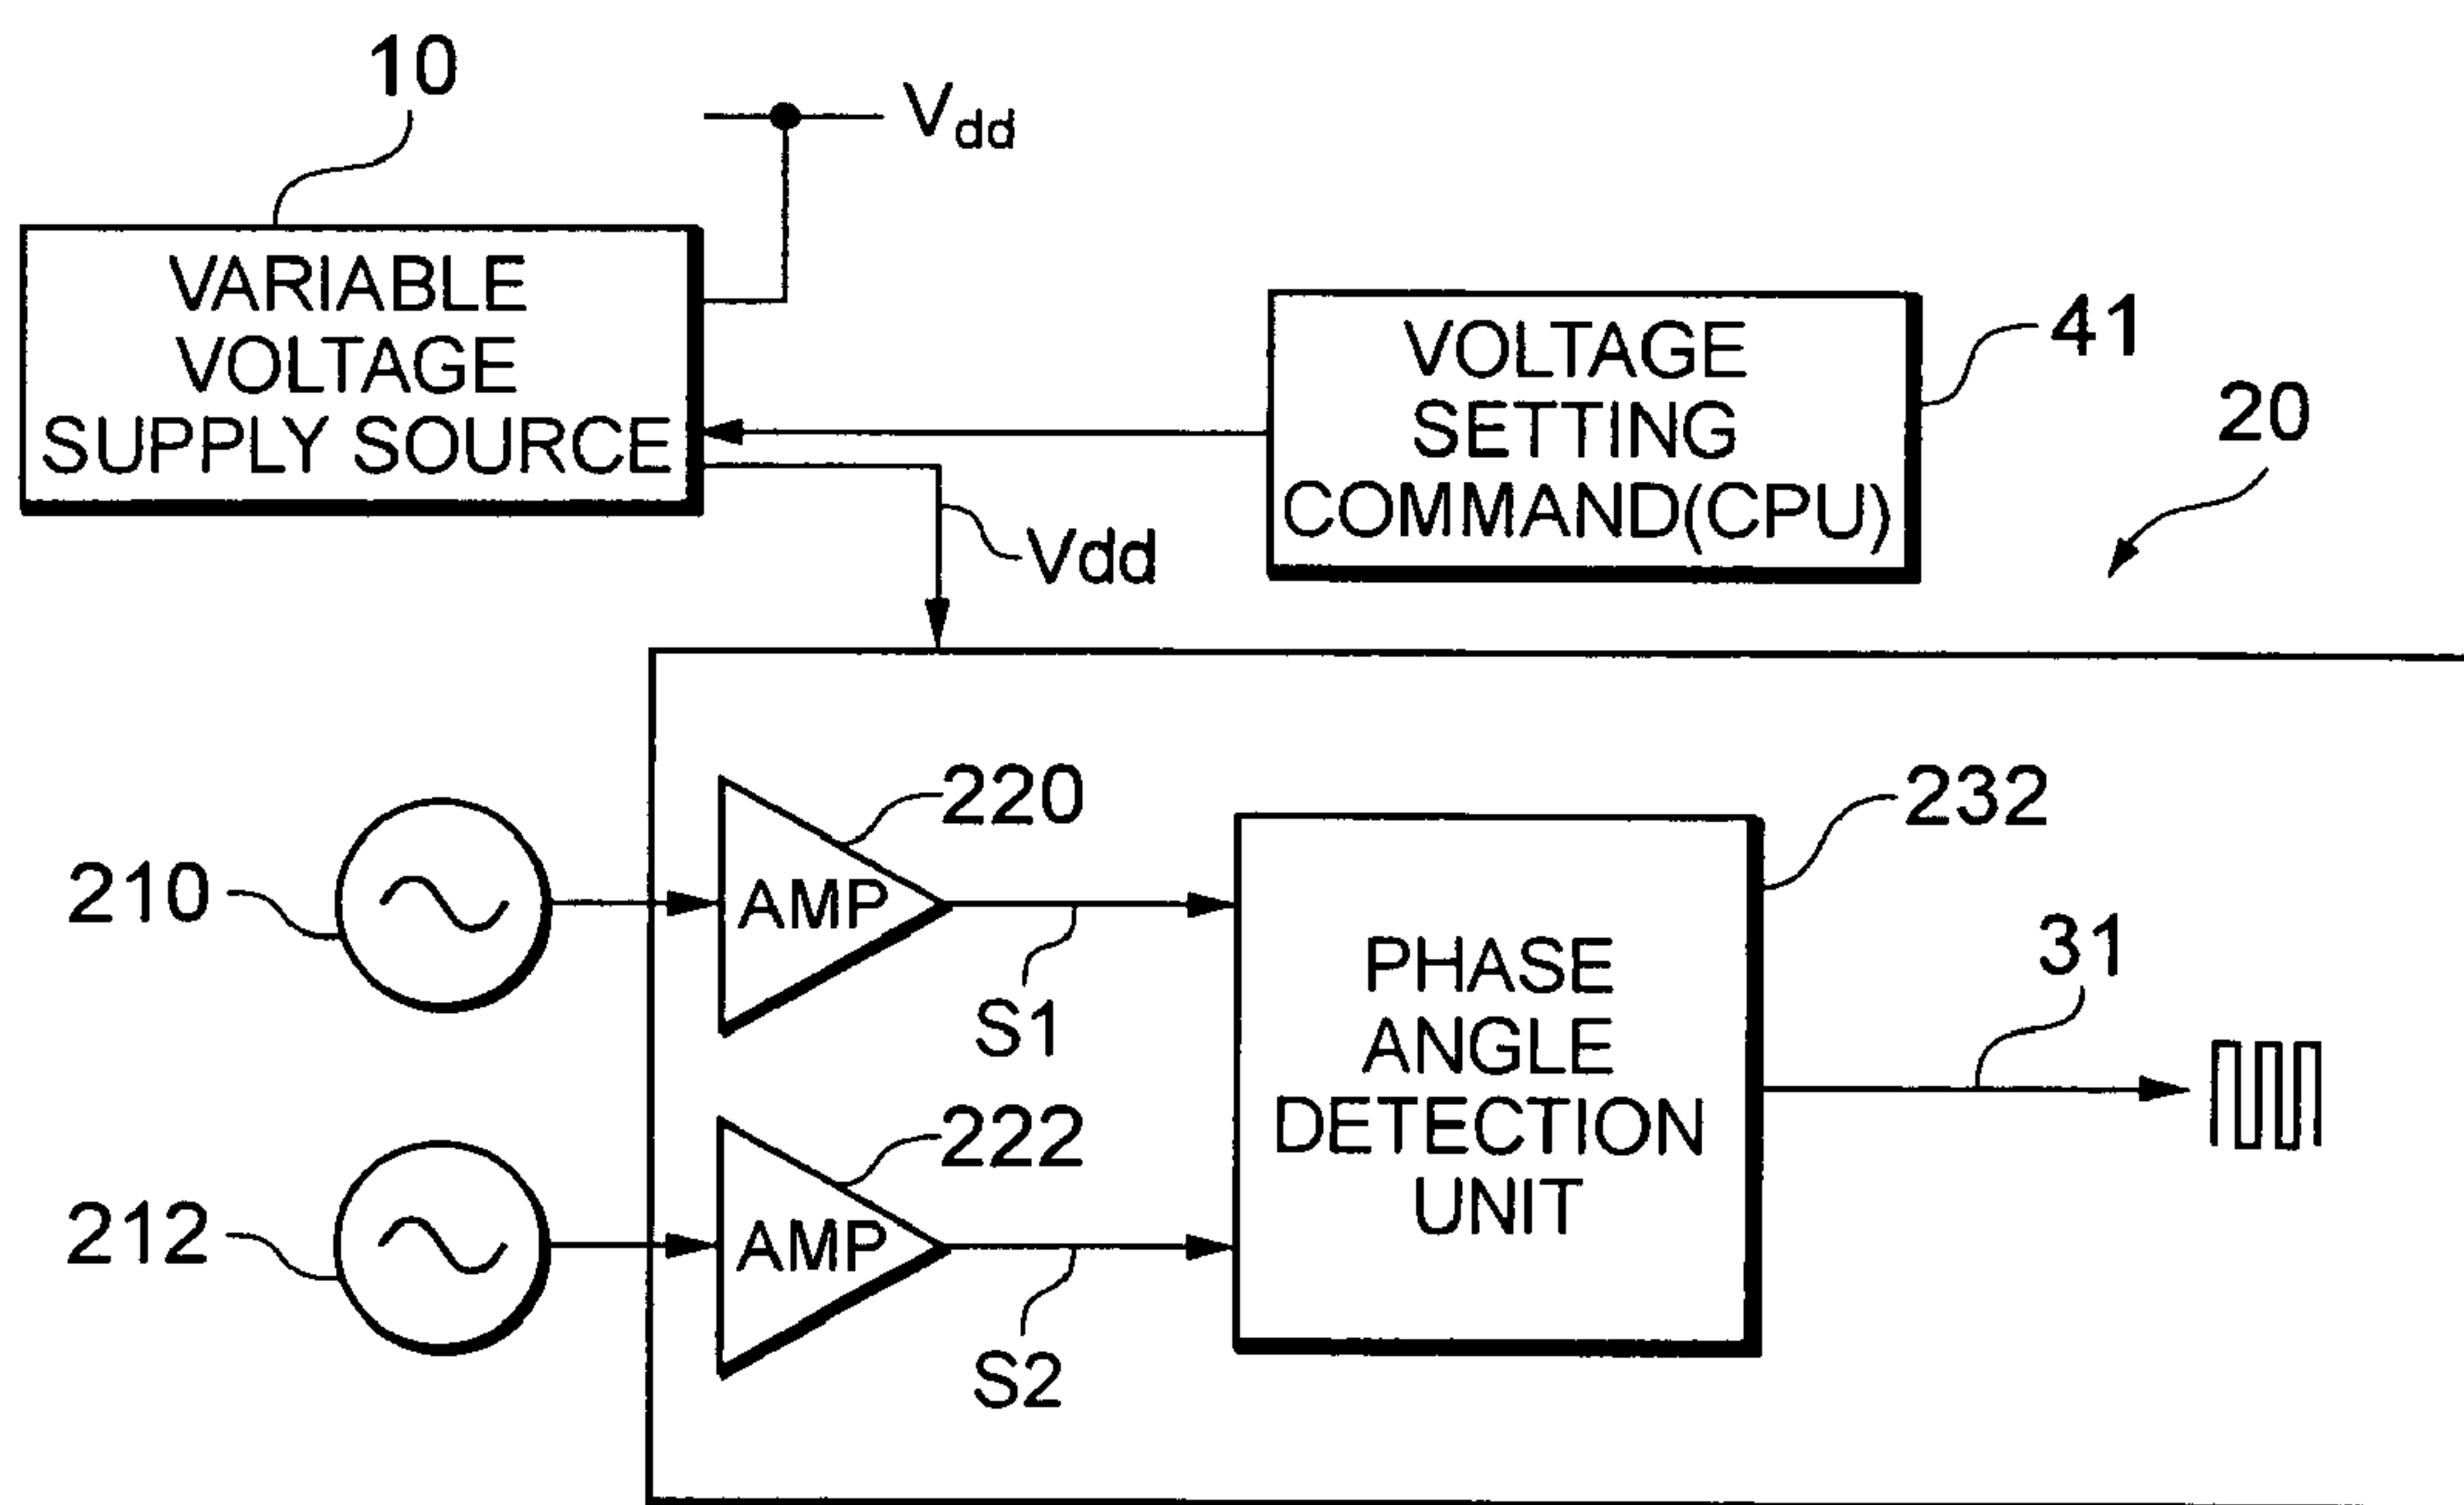 10
Vdd
VARIABLE
VOLTAGE
SUPPLY SOURCE
VOLTAGE
SETTING
COMMAND(CPU)
41
20
Vdd
220
232
210
AMP
S1
PHASE
ANGLE
DETECTION
UNIT
31
222
212
AMP
S2